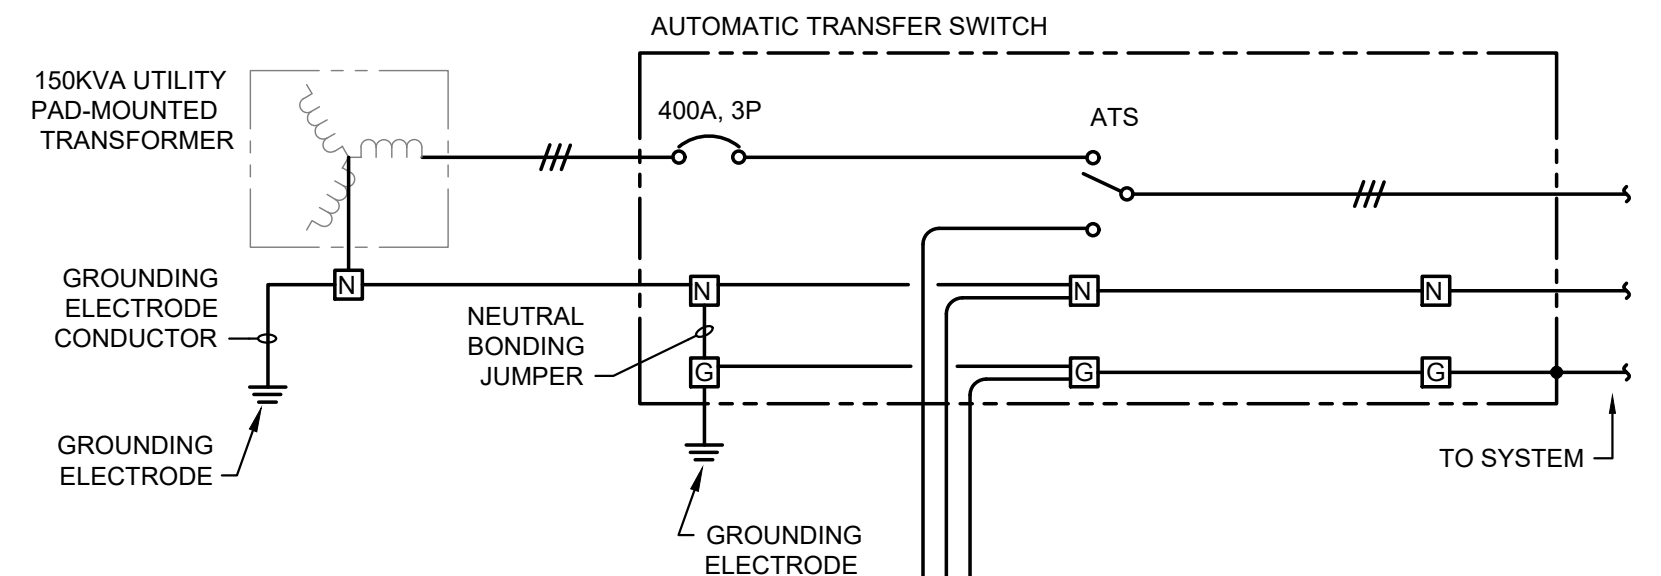 AUTOMATIC TRANSFER SWITCH
150KVA UTILITY
PAD-MOUNTED
TRANSFORMER
400A, 3P
ATS
GROUNDING
ELECTRODE
CONDUCTOR
N
N
N
N
NEUTRAL
BONDING
JUMPER
G
G
G
GROUNDING
ELECTRODE
TO SYSTEM
GROUNDING
ELECTRODE